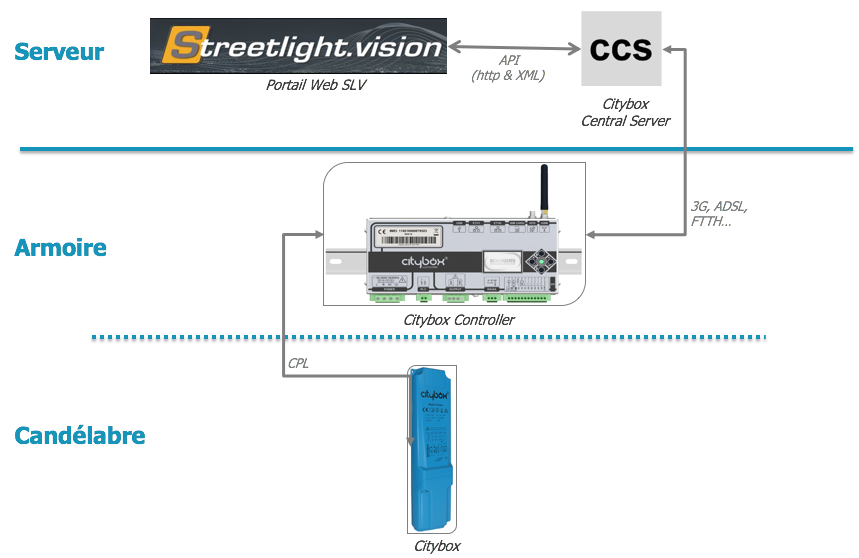 Serveur
Streetlight.vision
Portail Web SLV
API
(http & XML)
CCS
Citybox
Central Server
3G, ADSL,
FTTH...
Armoire
citybox
Citybox Controller
CPL
Candélabre
citybox
Citybox